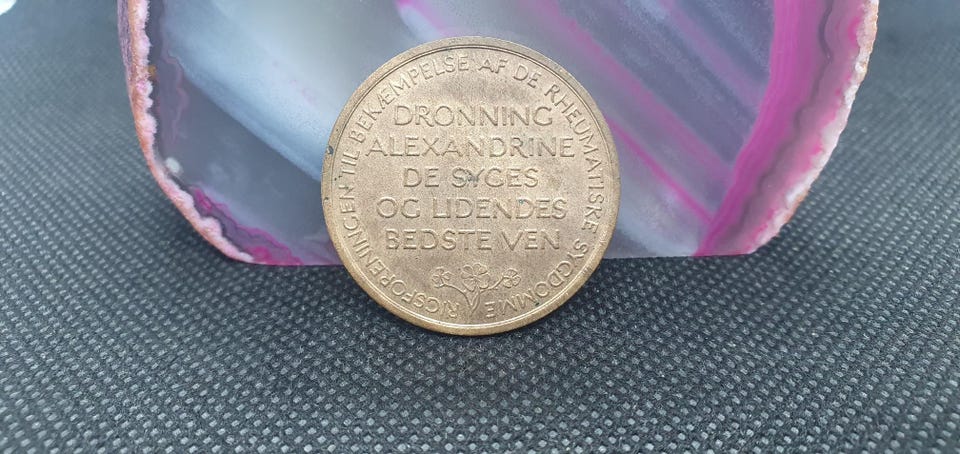 RIGSFORENINGEN TIL BEKÆMPELSE AF DE RHEUMATISKE SYGDOMME
DRONNING
ALEXANDRINE
DE SYGES
OG LIDENDES
BEDSTE VEN